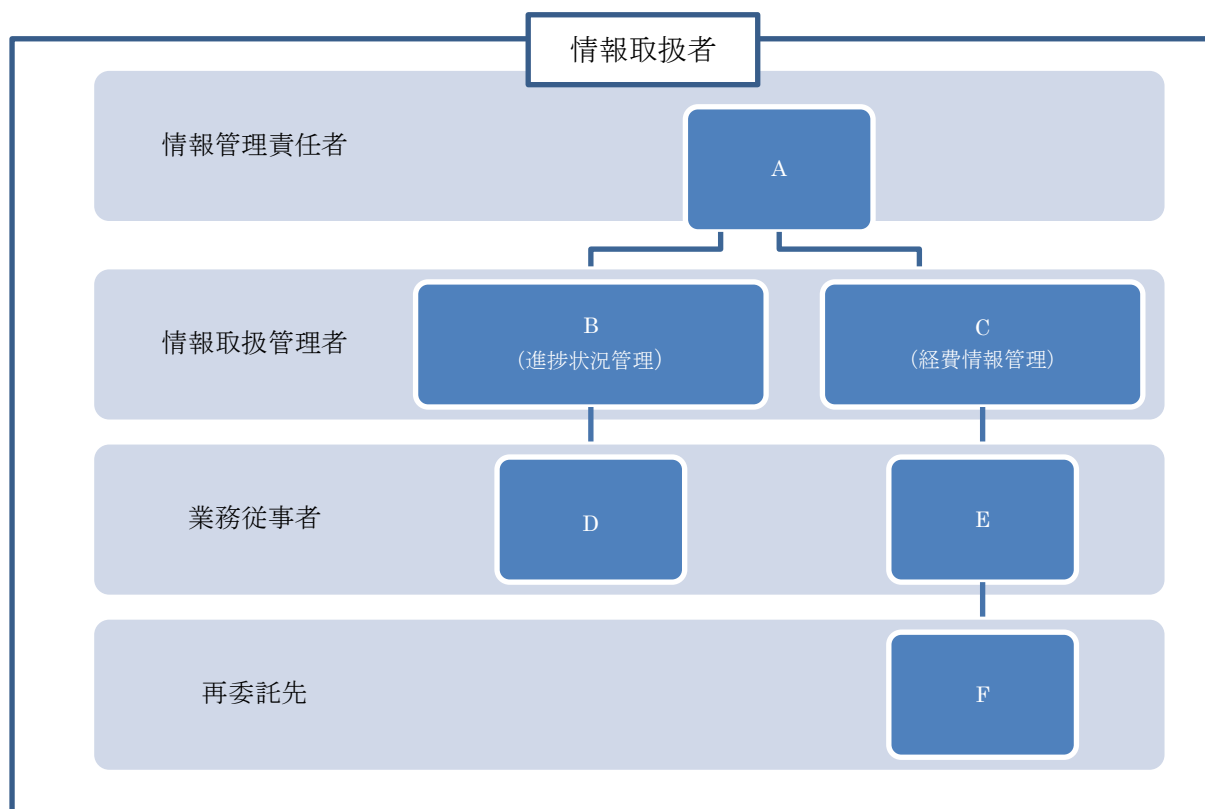 情報取扱者
情報管理責任者
A
情報取扱管理者
B
(進捗状況管理)
C
(経費情報管理)
業務従事者
D
E
再委託先
F